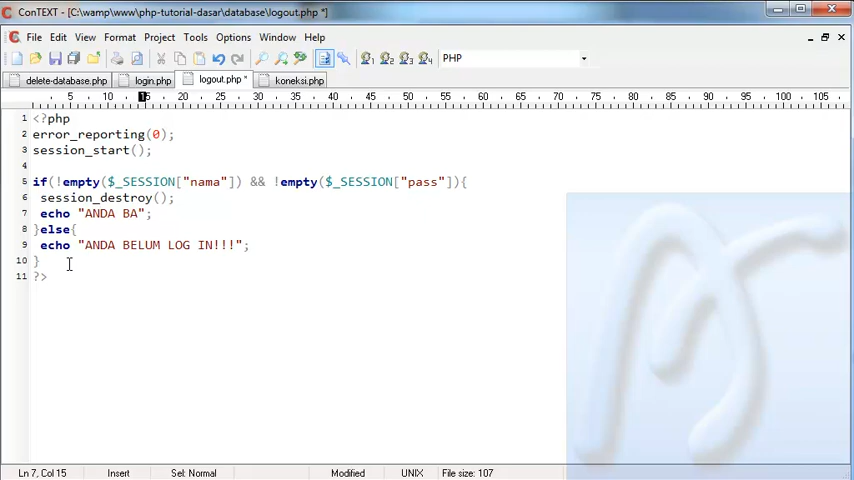 ConTEXT - [C:\wamp\www\php-tutorial-dasar\database\logout.php *]
File Edit View Format Project Tools Options Window Help
PHP
delete-database.php login.php logout.php * koneksi.php
5 10 15 20 25 30 35 40 45 50 55 60 65 70 75 80 85 90 95 100 105
1 <?php
2 error_reporting(0);
3 session_start();
4
5 if(!empty($_SESSION["nama"]) && !empty($_SESSION["pass"]){
6 session_destroy();
7 echo "ANDA BA";
8 }else{
9 echo "ANDA BELUM LOG IN!!!";
10 }
11 ?>
Ln 7, Col 15 Insert Sel: Normal Modified UNIX File size: 107